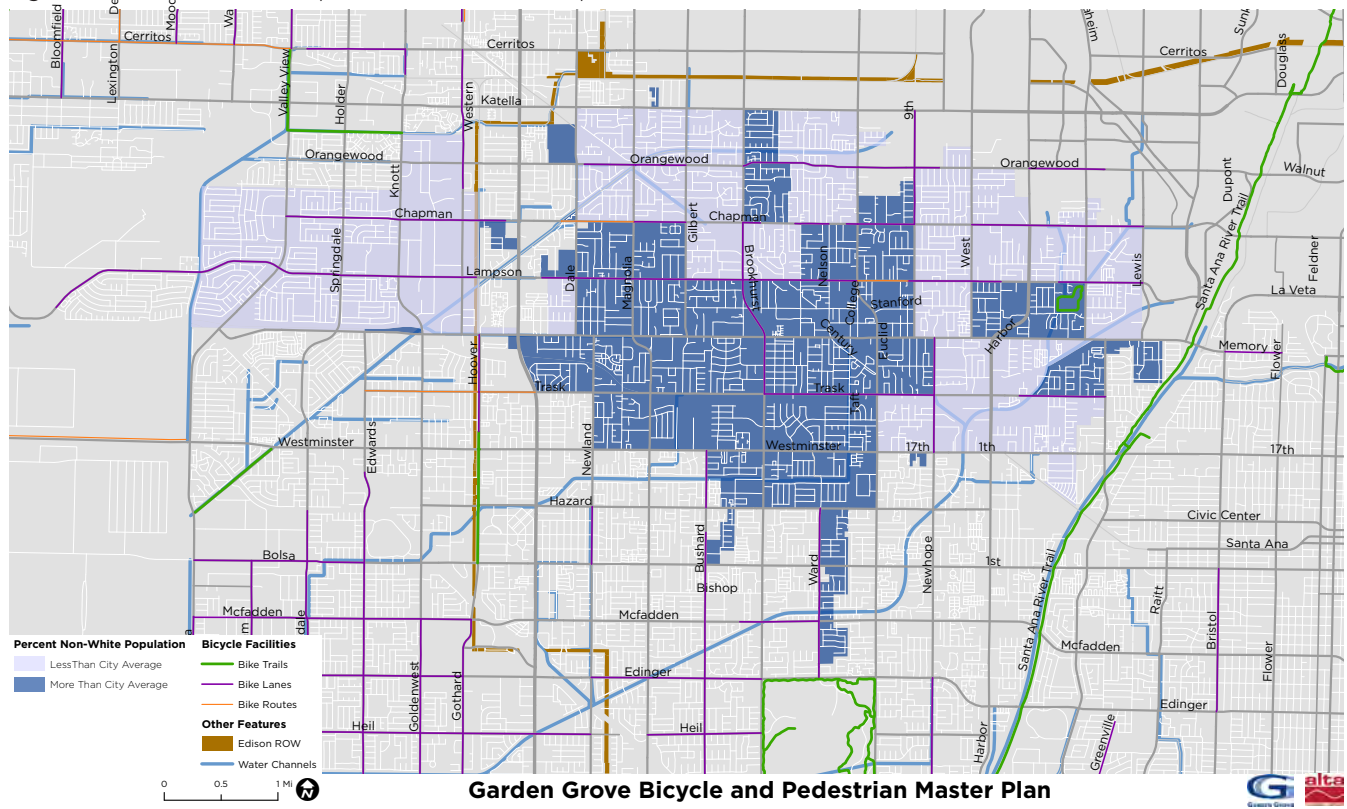 Bloomfield
Lexington
Cerritos
Valley View
Holder
Western
Cerritos
Katella
9th
Cerritos
Douglass
Orangewood
Knott
Orangewood
Orangewood
Dupont
Walnut
Chapman
Gilbert
Chapman
Springdale
Lampson
Dale
Magnolia
Brookhurst
Nelson
College
Stanford
West
Lewis
Santa Ana River Trail
Feldner
La Veta
Hoover
Century
Euclid
Harbor
Memory
Flower
Trask
Trask
Taft
Westminster
Edwards
Newland
Westminster
17th
17th
Hazard
Civic Center
Santa Ana
Bolsa
Bushard
Ward
Newhope
1st
Bishop
Santa Ana River Trail
Raitt
Bristol
Mcfadden
Mcfadden
Mcfadden
Flower
Edinger
Edinger
Goldenwest
Gothard
Heil
Heil
Harbor
Greenville
Percent Non-White Population
LessThan City Average
More Than City Average
Bicycle Facilities
Bike Trails
Bike Lanes
Bike Routes
Other Features
Edison ROW
Water Channels
0 0.5 1 Mi
N
Garden Grove Bicycle and Pedestrian Master Plan
G
GARDEN GROVE
alta